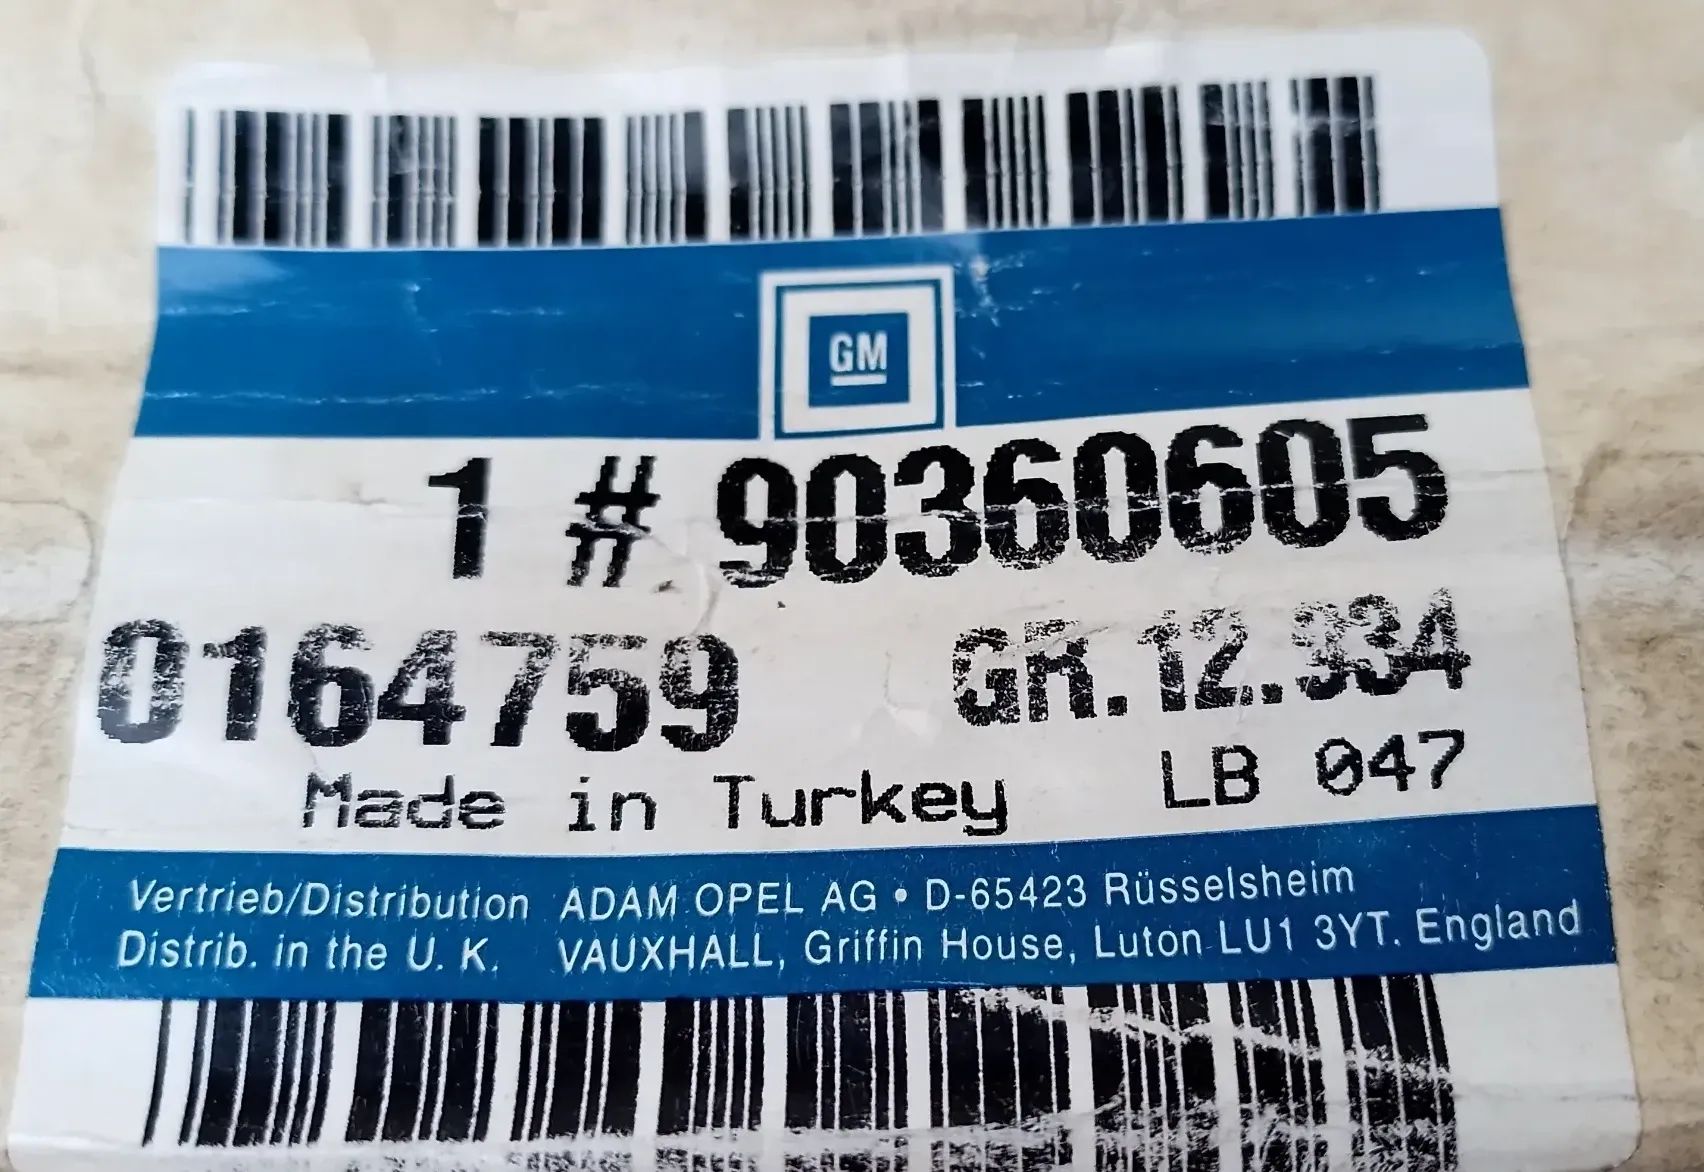 GM
1 # 90360605
0164759 GR.12.334
Made in Turkey LB 047
Vertrieb/Distribution ADAM OPEL AG • D-65423 Rüsselsheim
Distrib. in the U. K. VAUXHALL, Griffin House, Luton LU1 3YT. England